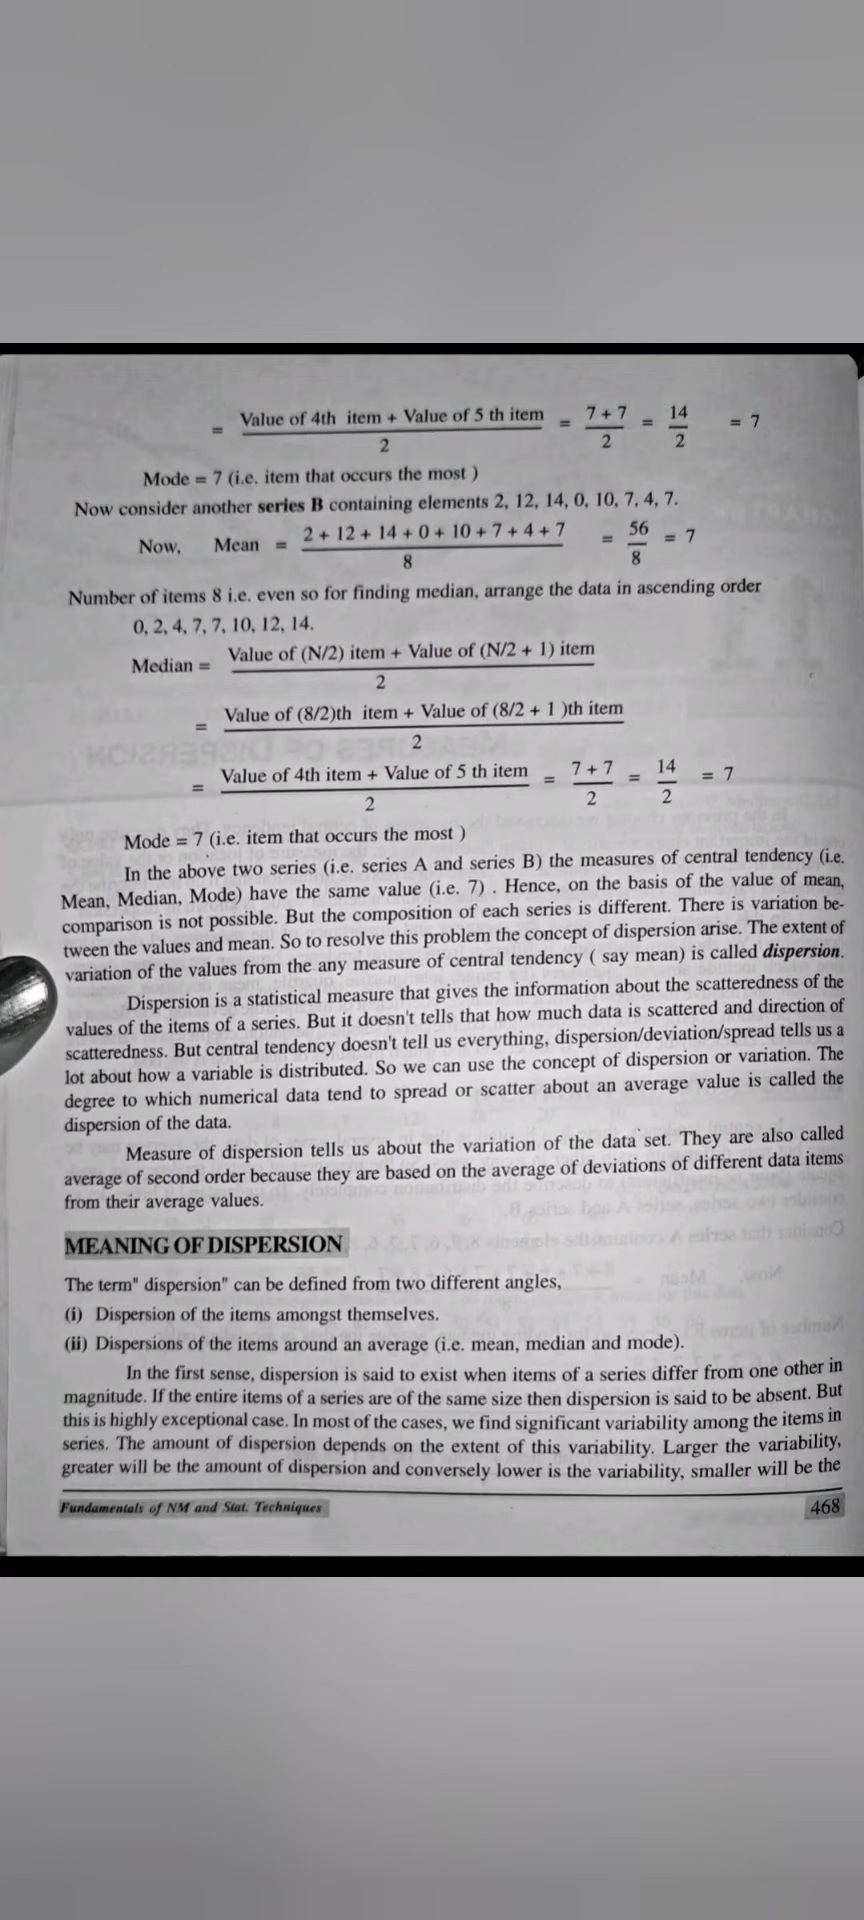 = Value of 4th item + Value of 5 th item / 2 = 7 + 7 / 2 = 14 / 2 = 7
Mode = 7 (i.e. item that occurs the most )
Now consider another series B containing elements 2, 12, 14, 0, 10, 7, 4, 7.
Now, Mean = 2 + 12 + 14 + 0 + 10 + 7 + 4 + 7 / 8 = 56 / 8 = 7
Number of items 8 i.e. even so for finding median, arrange the data in ascending order
0, 2, 4, 7, 7, 10, 12, 14.
Median = Value of (N/2) item + Value of (N/2 + 1) item / 2
= Value of (8/2)th item + Value of (8/2 + 1 )th item / 2
= Value of 4th item + Value of 5 th item / 2 = 7 + 7 / 2 = 14 / 2 = 7
Mode = 7 (i.e. item that occurs the most )
In the above two series (i.e. series A and series B) the measures of central tendency (i.e.
Mean, Median, Mode) have the same value (i.e. 7) . Hence, on the basis of the value of mean,
comparison is not possible. But the composition of each series is different. There is variation be-
tween the values and mean. So to resolve this problem the concept of dispersion arise. The extent of
variation of the values from the any measure of central tendency ( say mean) is called dispersion.
Dispersion is a statistical measure that gives the information about the scatteredness of the
values of the items of a series. But it doesn't tells that how much data is scattered and direction of
scatteredness. But central tendency doesn't tell us everything, dispersion/deviation/spread tells us a
lot about how a variable is distributed. So we can use the concept of dispersion or variation. The
degree to which numerical data tend to spread or scatter about an average value is called the
dispersion of the data.
Measure of dispersion tells us about the variation of the data set. They are also called
average of second order because they are based on the average of deviations of different data items
from their average values.
MEANING OF DISPERSION
The term" dispersion" can be defined from two different angles,
(i) Dispersion of the items amongst themselves.
(ii) Dispersions of the items around an average (i.e. mean, median and mode).
In the first sense, dispersion is said to exist when items of a series differ from one other in
magnitude. If the entire items of a series are of the same size then dispersion is said to be absent. But
this is highly exceptional case. In most of the cases, we find significant variability among the items in
series. The amount of dispersion depends on the extent of this variability. Larger the variability,
greater will be the amount of dispersion and conversely lower is the variability, smaller will be the
Fundamentals of NM and Stat. Techniques 468